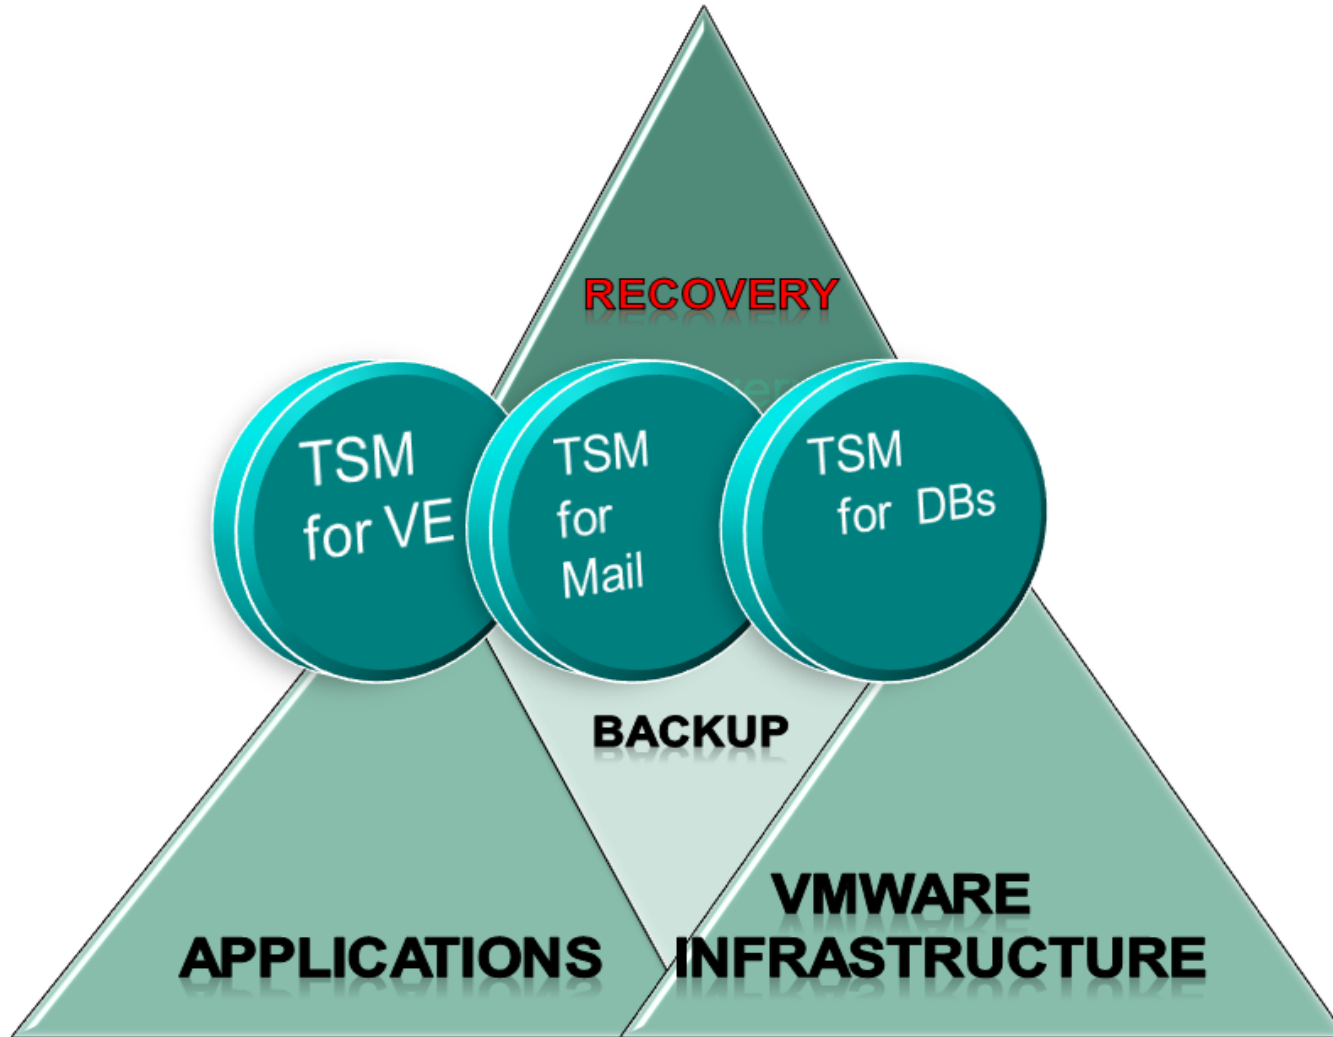 RECOVERY
TSM
for VE
TSM
for
Mail
TSM
for DBs
BACKUP
VMWARE
APPLICATIONS
INFRASTRUCTURE